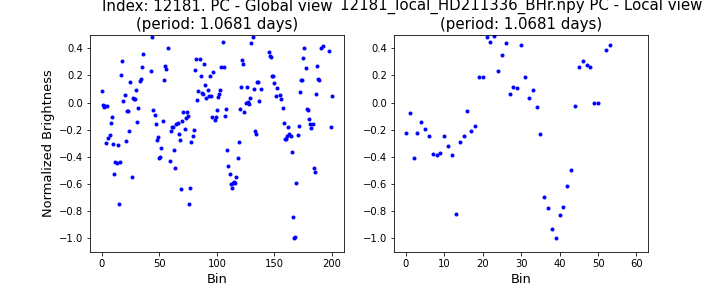 Index: 12181. PC - Global view
(period: 1.0681 days)
12181_local_HD211336_BHr.npy PC - Local view
(period: 1.0681 days)
Normalized Brightness
0.4
0.2
0.0
−0.2
−0.4
−0.6
−0.8
−1.0
0 50 100 150 200
Bin
0.4
0.2
0.0
−0.2
−0.4
−0.6
−0.8
−1.0
0 10 20 30 40 50 60
Bin